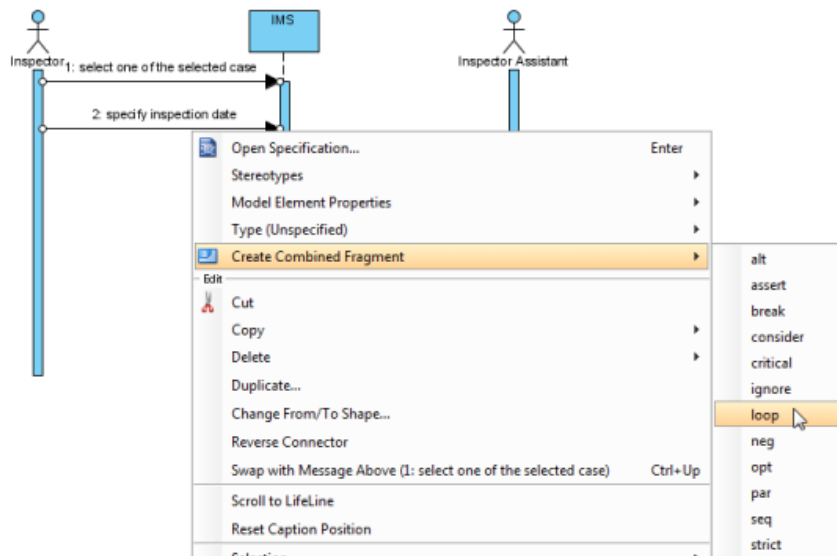 IMS
Inspector
Inspector Assistant
1: select one of the selected case
2: specify inspection date
Open Specification... Enter
Stereotypes
Model Element Properties
Type (Unspecified)
Create Combined Fragment
Edit
Cut
Copy
Delete
Duplicate...
Change From/To Shape...
Reverse Connector
Swap with Message Above (1: select one of the selected case) Ctrl+Up
Scroll to LifeLine
Reset Caption Position
alt
assert
break
consider
critical
ignore
loop
neg
opt
par
seq
strict